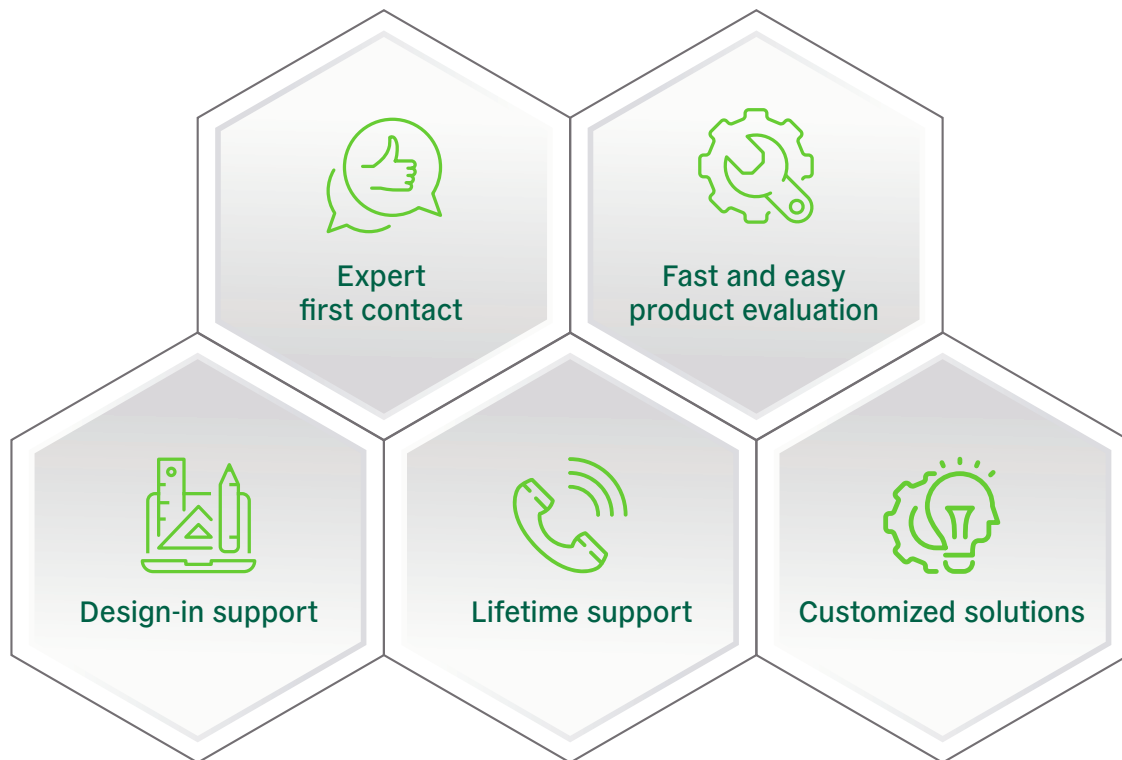 Expert
first contact
Fast and easy
product evaluation
Design-in support
Lifetime support
Customized solutions